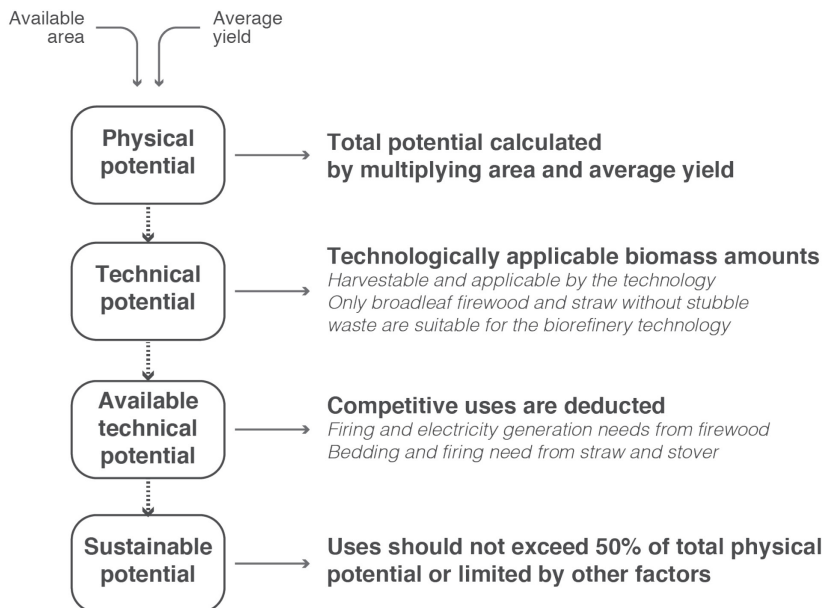 Available
area
Average
yield
Physical
potential
Total potential calculated
by multiplying area and average yield
Technical
potential
Technologically applicable biomass amounts
Harvestable and applicable by the technology
Only broadleaf firewood and straw without stubble
waste are suitable for the biorefinery technology
Available
technical
potential
Competitive uses are deducted
Firing and electricity generation needs from firewood
Bedding and firing need from straw and stover
Sustainable
potential
Uses should not exceed 50% of total physical
potential or limited by other factors